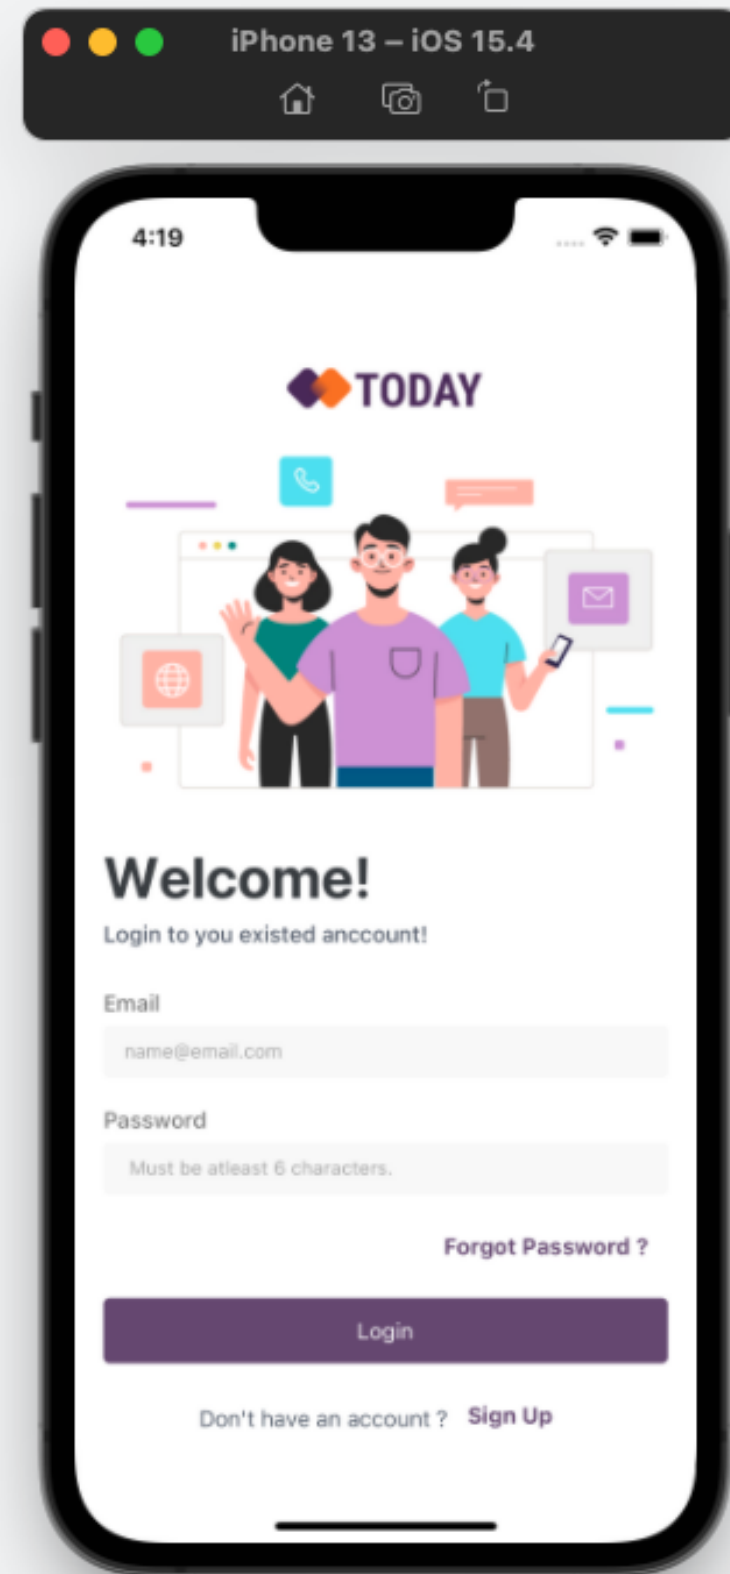 iPhone 13 – iOS 15.4
4:19
TODAY
Welcome!
Login to you existed anccount!
Email
name@email.com
Password
Must be atleast 6 characters.
Forgot Password ?
Login
Don't have an account ? Sign Up